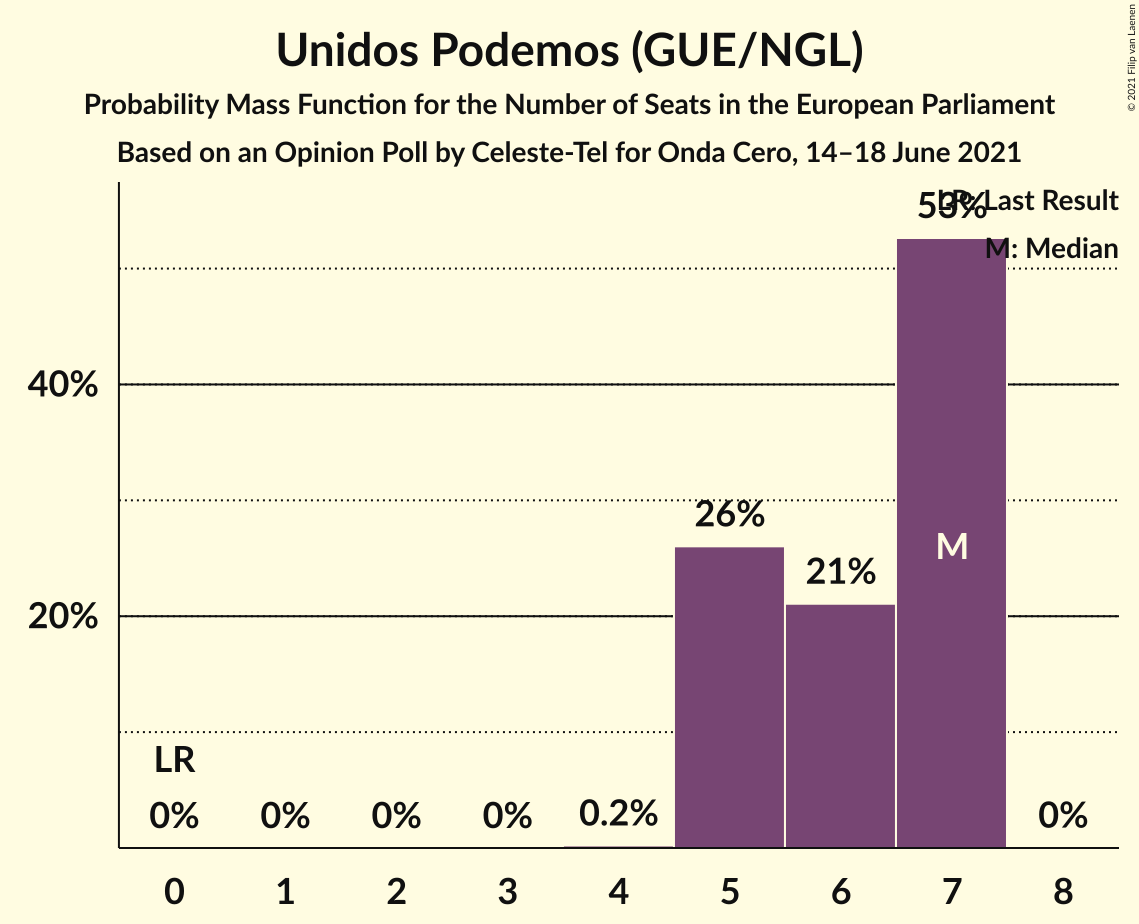 Unidos Podemos (GUE/NGL)
Probability Mass Function for the Number of Seats in the European Parliament
Based on an Opinion Poll by Celeste-Tel for Onda Cero, 14–18 June 2021
© 2021 Filip van Laenen
LR: Last Result
M: Median
53%
40%
26%
M
21%
20%
LR
0% 0% 0% 0% 0.2% 0%
0 1 2 3 4 5 6 7 8